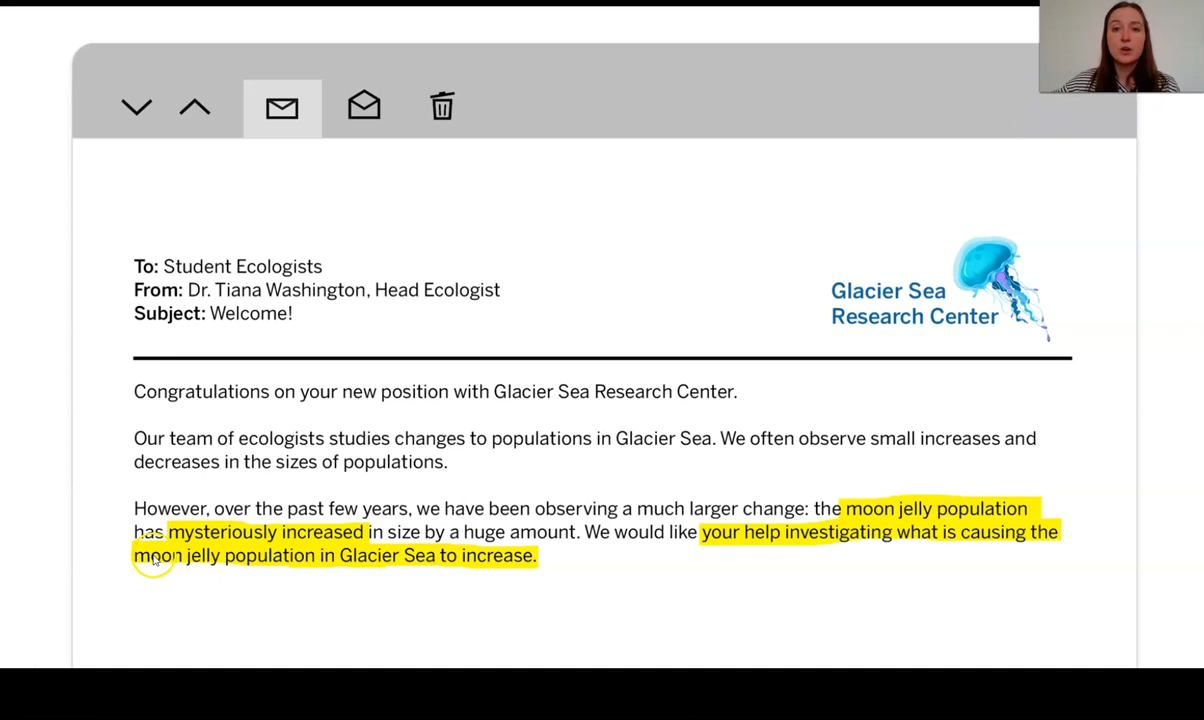 To: Student Ecologists
From: Dr. Tiana Washington, Head Ecologist
Subject: Welcome!
Glacier Sea
Research Center
Congratulations on your new position with Glacier Sea Research Center.
Our team of ecologists studies changes to populations in Glacier Sea. We often observe small increases and
decreases in the sizes of populations.
However, over the past few years, we have been observing a much larger change: the moon jelly population
has mysteriously increased in size by a huge amount. We would like your help investigating what is causing the
moon jelly population in Glacier Sea to increase.